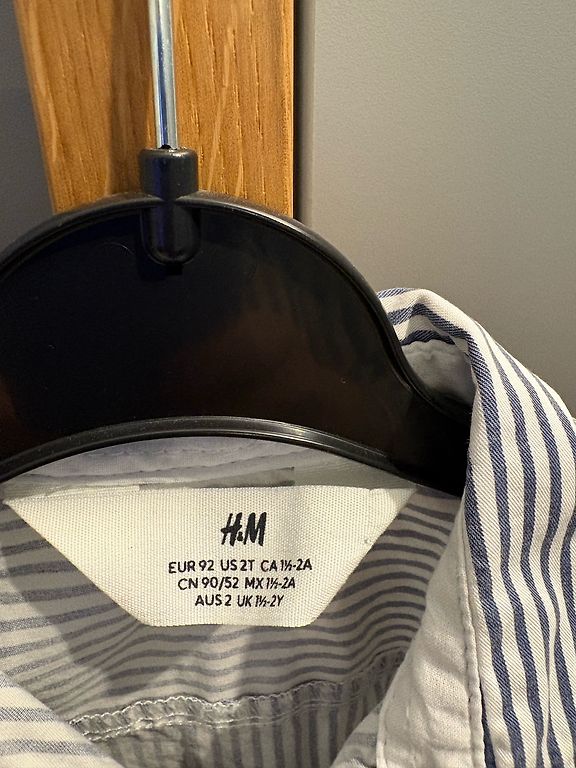 H&M
EUR 92 US 2T CA 1½-2A
CN 90/52 MX 1½-2A
AUS 2 UK 1½-2Y